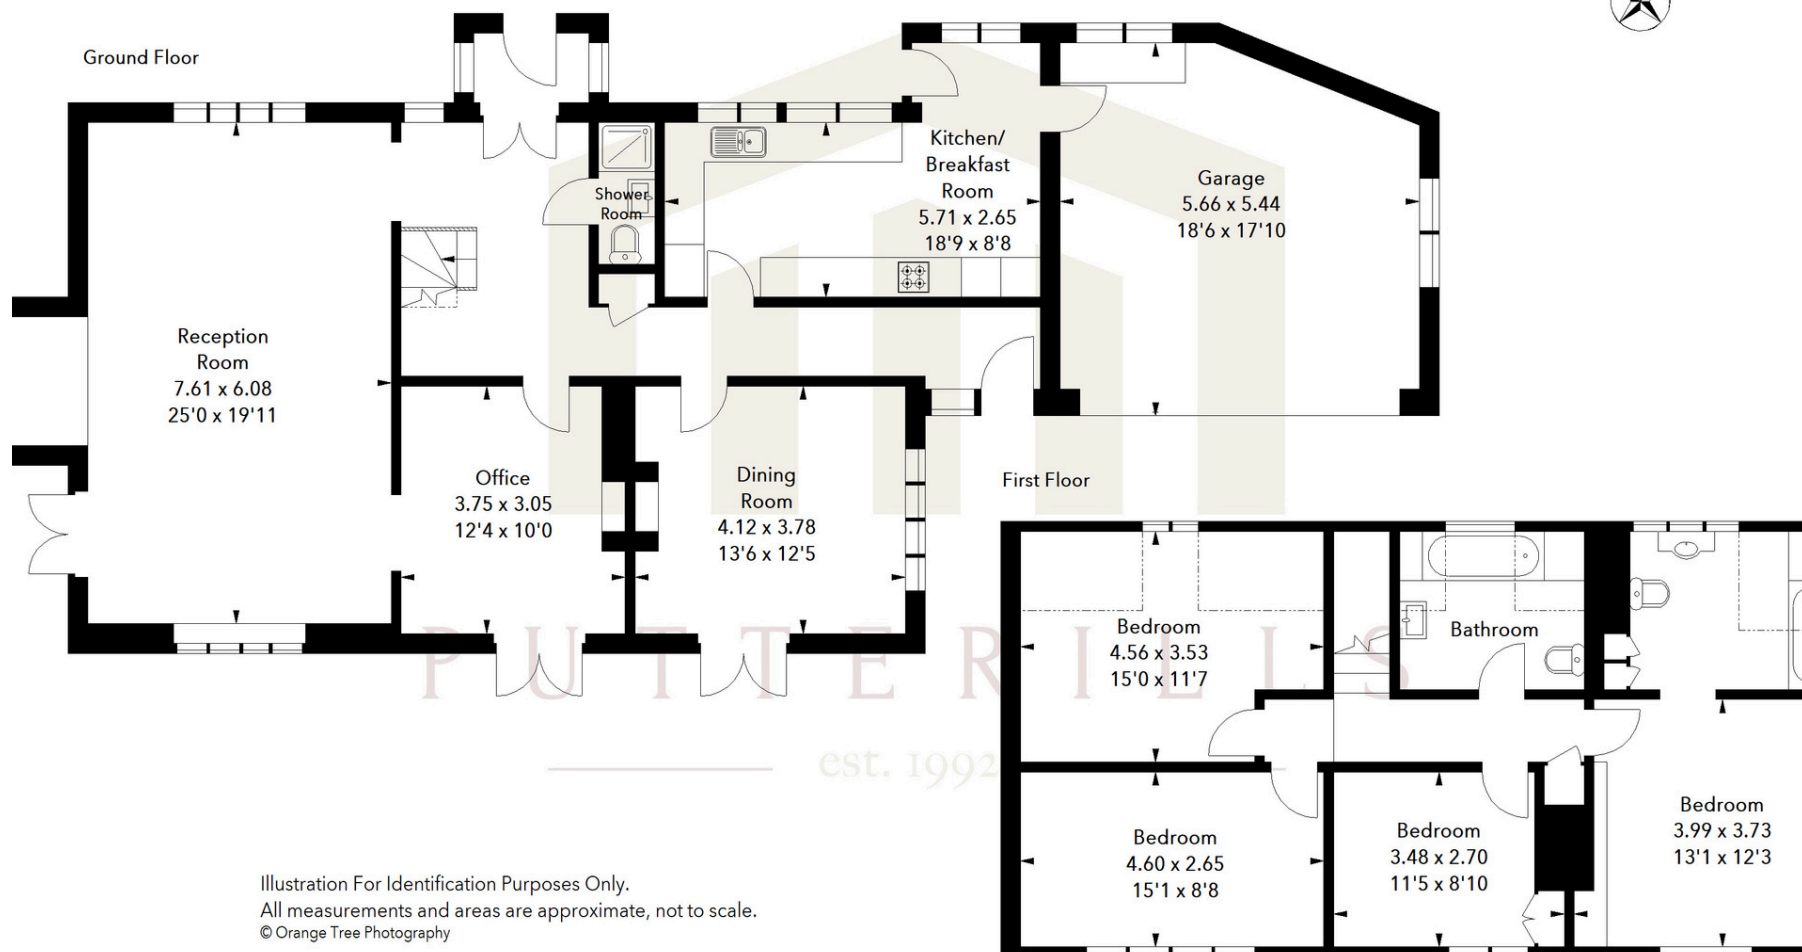 Ground Floor
Kitchen/
Breakfast
Room
5.71 x 2.65
18'9 x 8'8
Garage
5.66 x 5.44
18'6 x 17'10
Shower
Room
Reception
Room
7.61 x 6.08
25'0 x 19'11
Office
3.75 x 3.05
12'4 x 10'0
Dining
Room
4.12 x 3.78
13'6 x 12'5
First Floor
Bedroom
4.56 x 3.53
15'0 x 11'7
Bathroom
Bedroom
4.60 x 2.65
15'1 x 8'8
Bedroom
3.48 x 2.70
11'5 x 8'10
Bedroom
3.99 x 3.73
13'1 x 12'3
PUTTERILLS
est. 1992
Illustration For Identification Purposes Only.
All measurements and areas are approximate, not to scale.
© Orange Tree Photography